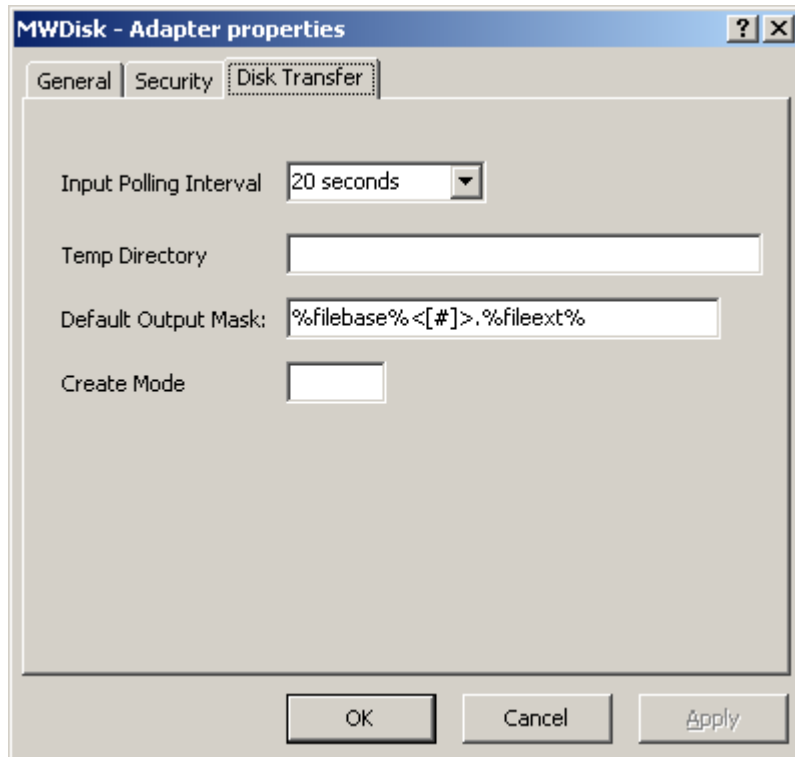 MWDisk - Adapter properties
General Security Disk Transfer
Input Polling Interval 20 seconds
Temp Directory
Default Output Mask: %filebase%<[#]>.%fileext%
Create Mode
OK Cancel Apply